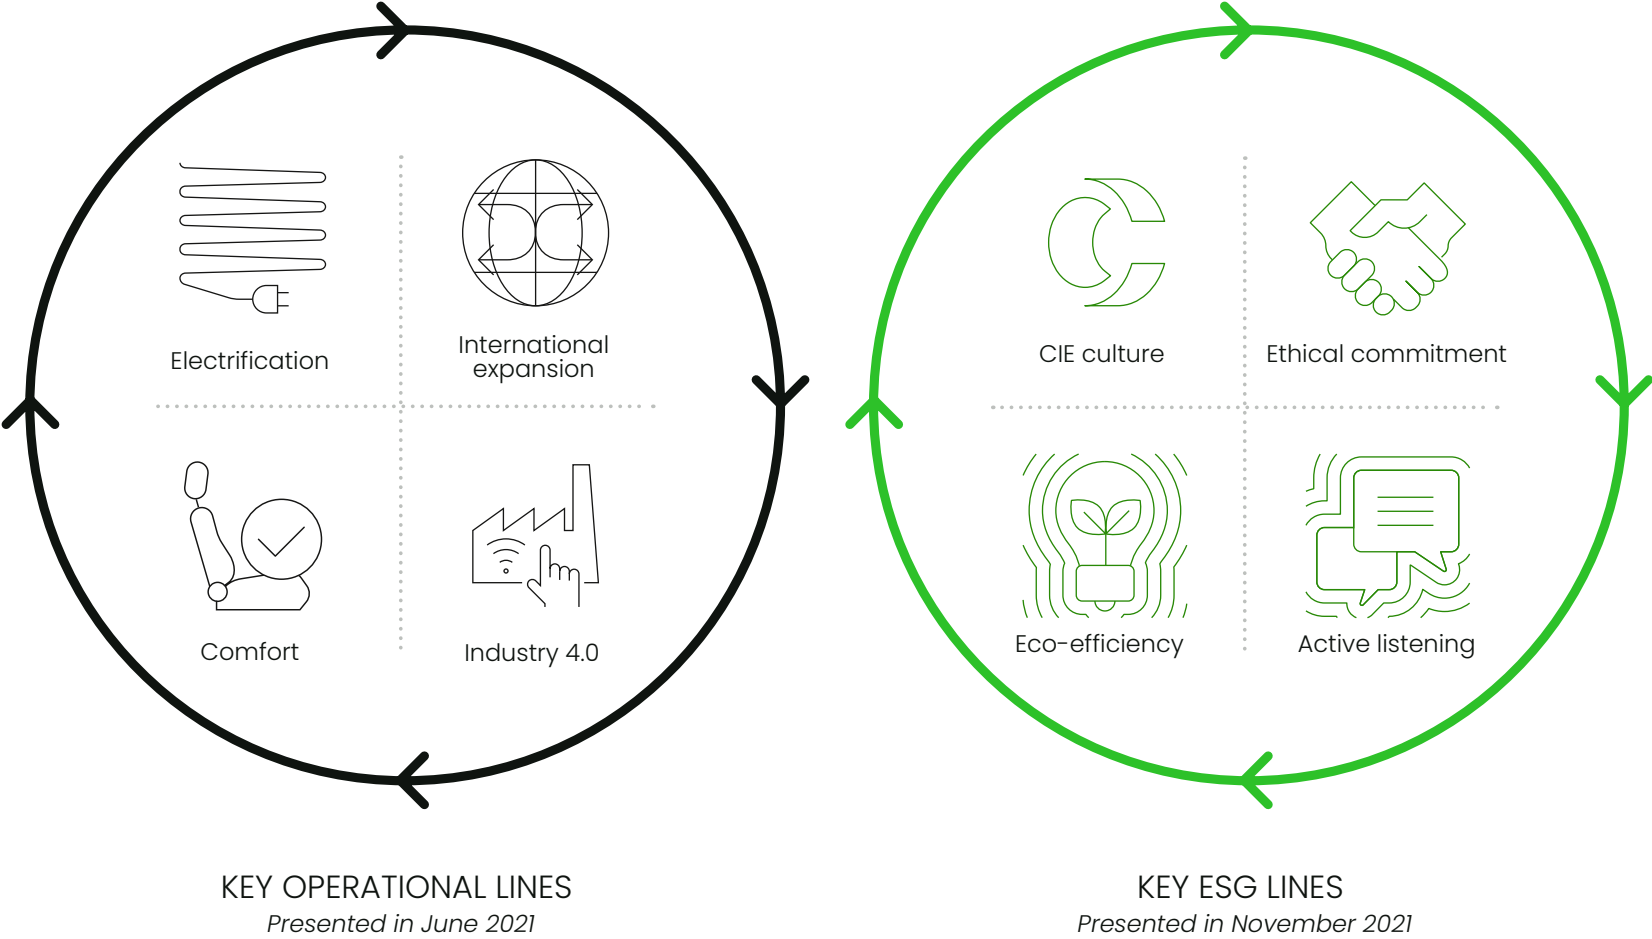 Electrification
International
expansion
Comfort
Industry 4.0
KEY OPERATIONAL LINES
Presented in June 2021
CIE culture
Ethical commitment
Eco-efficiency
Active listening
KEY ESG LINES
Presented in November 2021